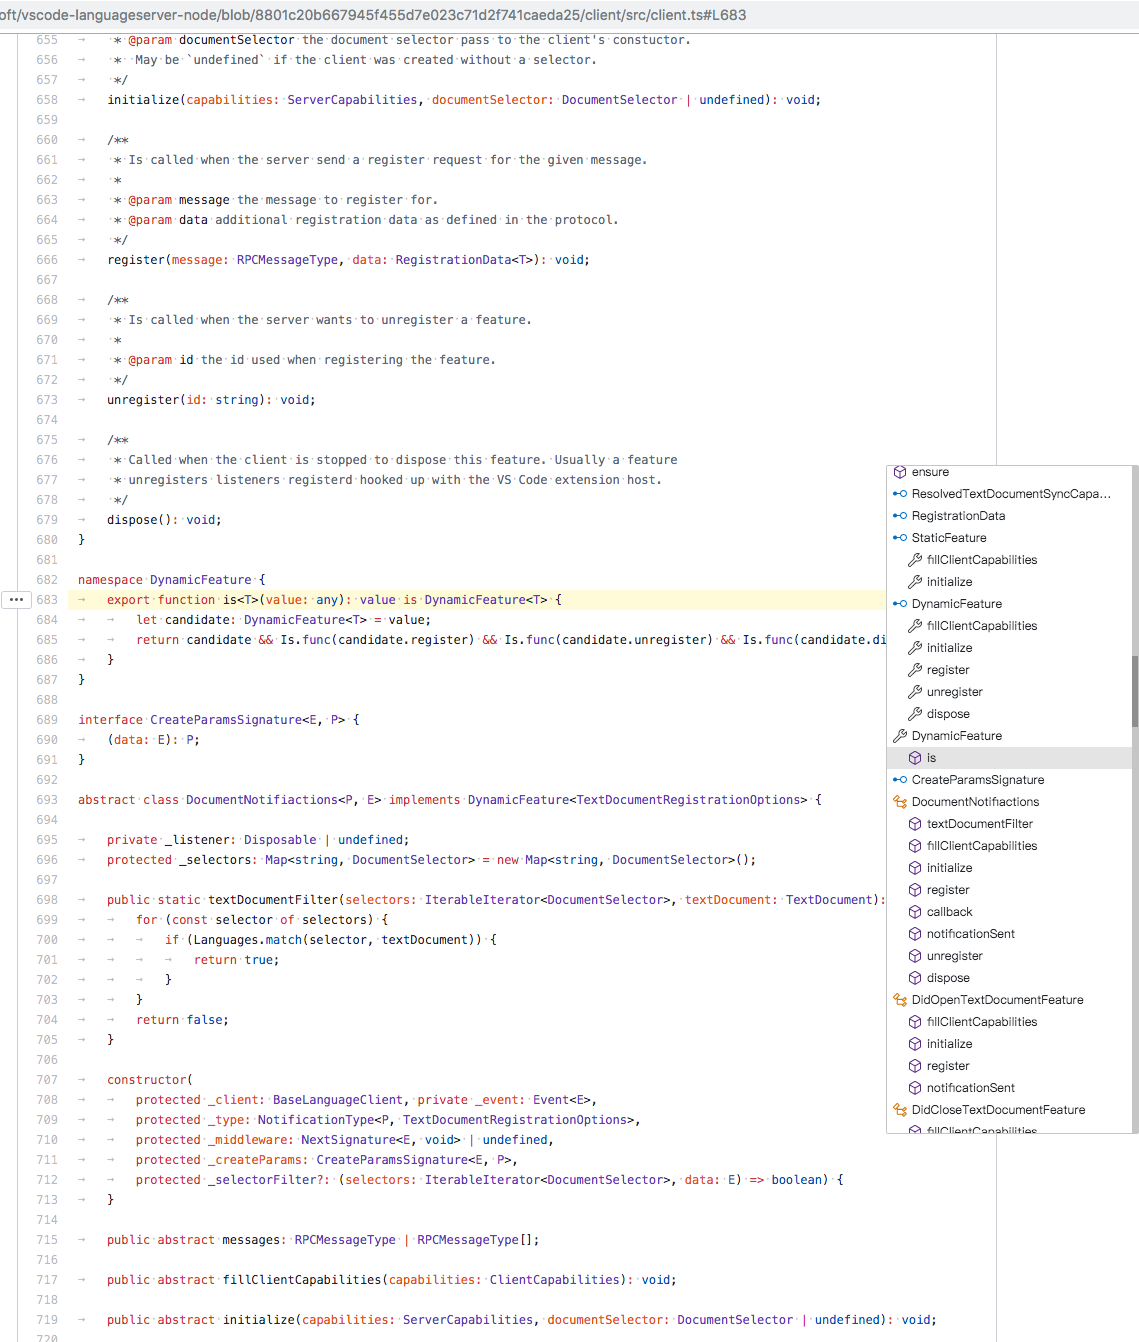 oft/vscode-languageserver-node/blob/8801c20b667945f455d7e023c71d2f741caeda25/client/src/client.ts#L683
655 → * @param documentSelector the document selector pass to the client's constuctor.
656 → *  May be `undefined` if the client was created without a selector.
657 → */
658 → initialize(capabilities: ServerCapabilities, documentSelector: DocumentSelector | undefined): void;
659
660 → /**
661 → * Is called when the server send a register request for the given message.
662 → *
663 → * @param message the message to register for.
664 → * @param data additional registration data as defined in the protocol.
665 → */
666 → register(message: RPCMessageType, data: RegistrationData<T>): void;
667
668 → /**
669 → * Is called when the server wants to unregister a feature.
670 → *
671 → * @param id the id used when registering the feature.
672 → */
673 → unregister(id: string): void;
674
675 → /**
676 → * Called when the client is stopped to dispose this feature. Usually a feature
677 → * unregisters listeners registerd hooked up with the VS Code extension host.
678 → */
679 → dispose(): void;
680 }
681
682 namespace DynamicFeature {
683 → export function is<T>(value: any): value is DynamicFeature<T> {
684 → → let candidate: DynamicFeature<T> = value;
685 → → return candidate && Is.func(candidate.register) && Is.func(candidate.unregister) && Is.func(candidate.di
686 → }
687 }
688
689 interface CreateParamsSignature<E, P> {
690 → (data: E): P;
691 }
692
693 abstract class DocumentNotifiactions<P, E> implements DynamicFeature<TextDocumentRegistrationOptions> {
694
695 → private _listener: Disposable | undefined;
696 → protected _selectors: Map<string, DocumentSelector> = new Map<string, DocumentSelector>();
697
698 → public static textDocumentFilter(selectors: IterableIterator<DocumentSelector>, textDocument: TextDocument):
699 → → for (const selector of selectors) {
700 → → → if (Languages.match(selector, textDocument)) {
701 → → → → return true;
702 → → → }
703 → → }
704 → → return false;
705 → }
706
707 → constructor(
708 → → protected _client: BaseLanguageClient, private _event: Event<E>,
709 → → protected _type: NotificationType<P, TextDocumentRegistrationOptions>,
710 → → protected _middleware: NextSignature<E, void> | undefined,
711 → → protected _createParams: CreateParamsSignature<E, P>,
712 → → protected _selectorFilter?: (selectors: IterableIterator<DocumentSelector>, data: E) => boolean) {
713 → }
714
715 → public abstract messages: RPCMessageType | RPCMessageType[];
716
717 → public abstract fillClientCapabilities(capabilities: ClientCapabilities): void;
718
719 → public abstract initialize(capabilities: ServerCapabilities, documentSelector: DocumentSelector | undefined): void;
720
ensure
ResolvedTextDocumentSyncCapa...
RegistrationData
StaticFeature
fillClientCapabilities
initialize
DynamicFeature
fillClientCapabilities
initialize
register
unregister
dispose
DynamicFeature
is
CreateParamsSignature
DocumentNotifiactions
textDocumentFilter
fillClientCapabilities
initialize
register
callback
notificationSent
unregister
dispose
DidOpenTextDocumentFeature
fillClientCapabilities
initialize
register
notificationSent
DidCloseTextDocumentFeature
fillClientCapabilities